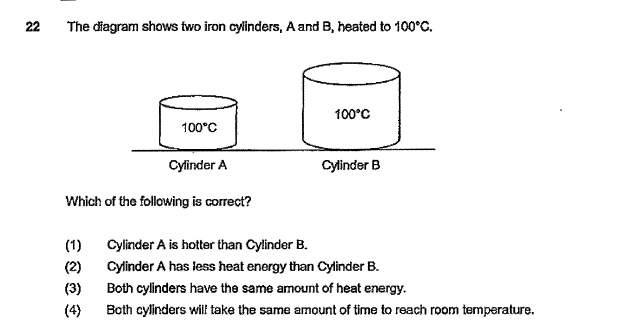 22 The diagram shows two iron cylinders, A and B, heated to 100°C.
100°C
100°C
Cylinder A
Cylinder B
Which of the following is correct?
(1) Cylinder A is hotter than Cylinder B.
(2) Cylinder A has less heat energy than Cylinder B.
(3) Both cylinders have the same amount of heat energy.
(4) Both cylinders will take the same amount of time to reach room temperature.